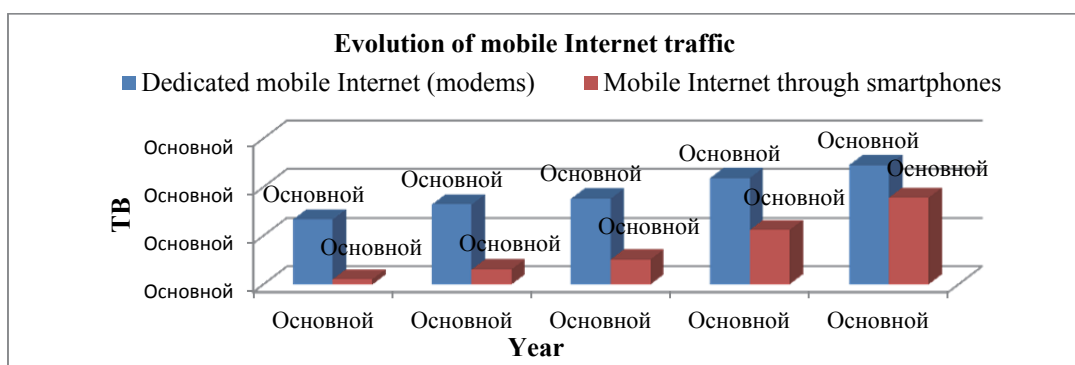 Evolution of mobile Internet traffic
Dedicated mobile Internet (modems) Mobile Internet through smartphones
Основной
Основной
Основной
Основной
TB
Основной
Основной
Основной
Основной
Основной
Основной
Основной
Основной
Основной
Основной
Основной Основной Основной Основной Основной
Year